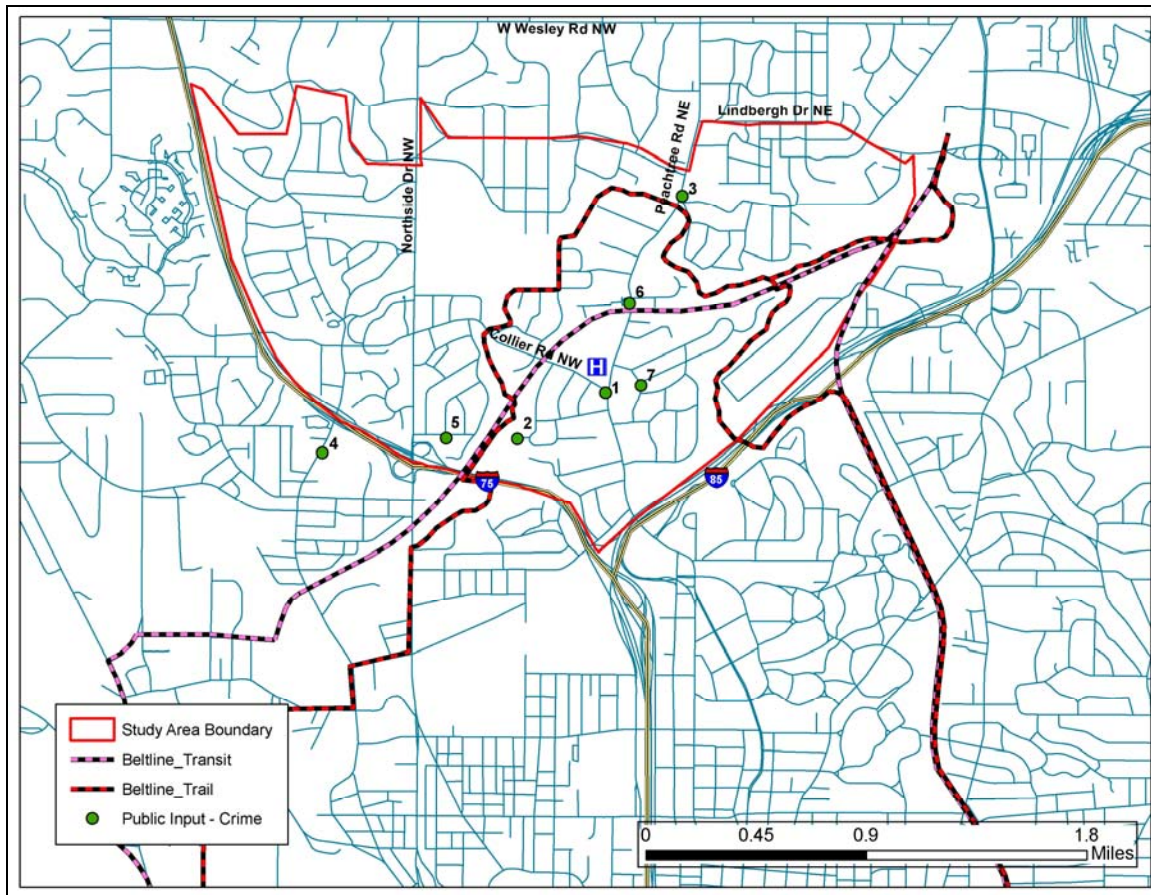 W Wesley Rd NW
Lindbergh Dr NE
Peachtree Rd NE
Northside Dr NW
3
6
Collier Rd NW
H
7
1
5
2
4
75
85
Study Area Boundary
Beltline_Transit
Beltline_Trail
Public Input - Crime
0 0.45 0.9 1.8
Miles